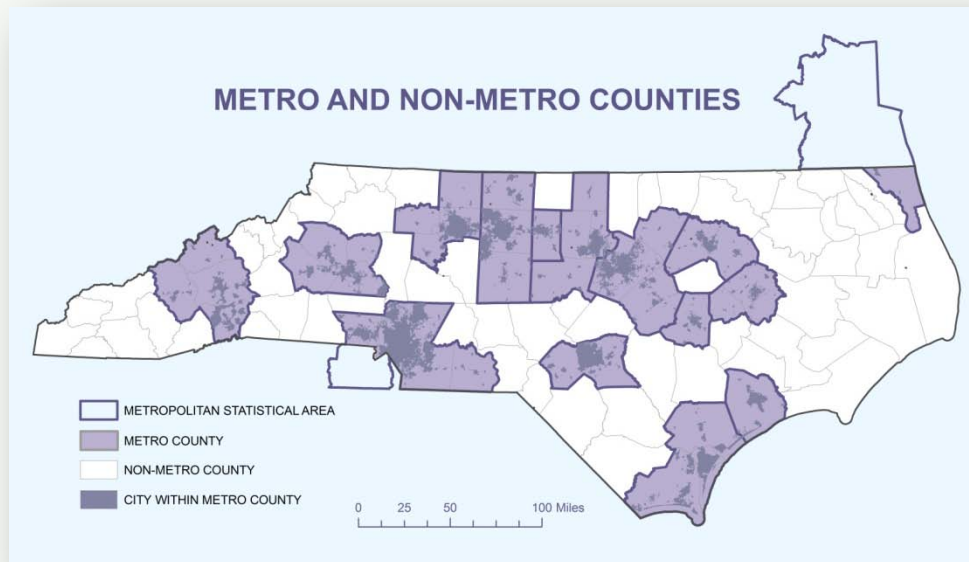 METRO AND NON-METRO COUNTIES
METROPOLITAN STATISTICAL AREA
METRO COUNTY
NON-METRO COUNTY
CITY WITHIN METRO COUNTY
0 25 50 100 Miles